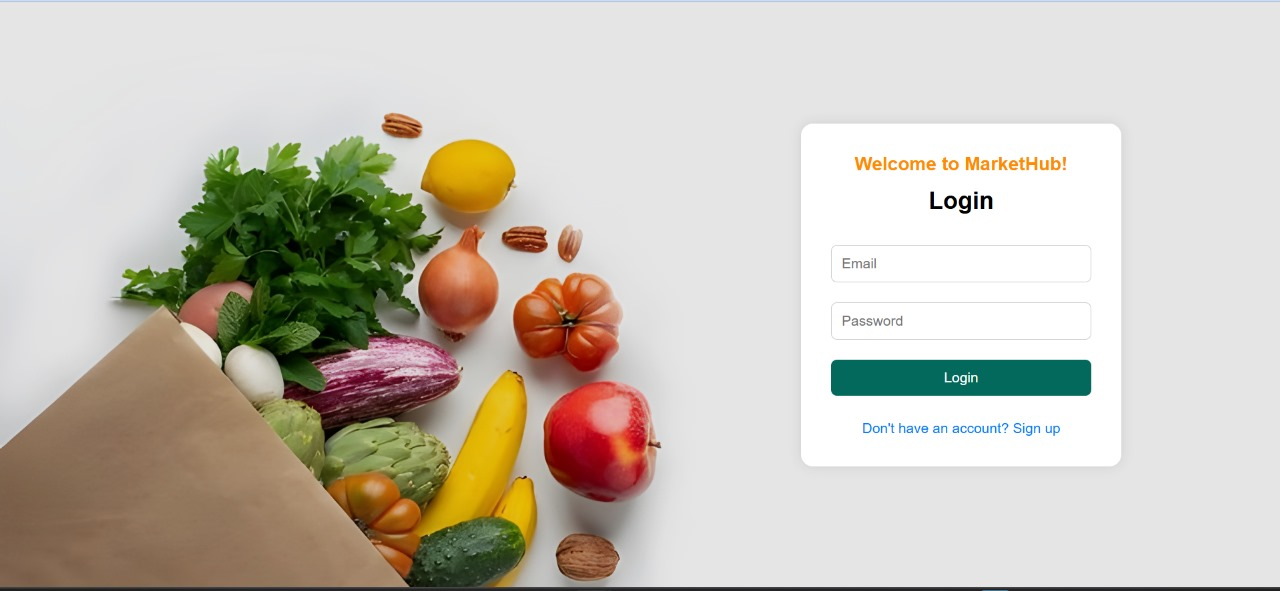 Welcome to MarketHub!
Login
Email
Password
Login
Don't have an account? Sign up